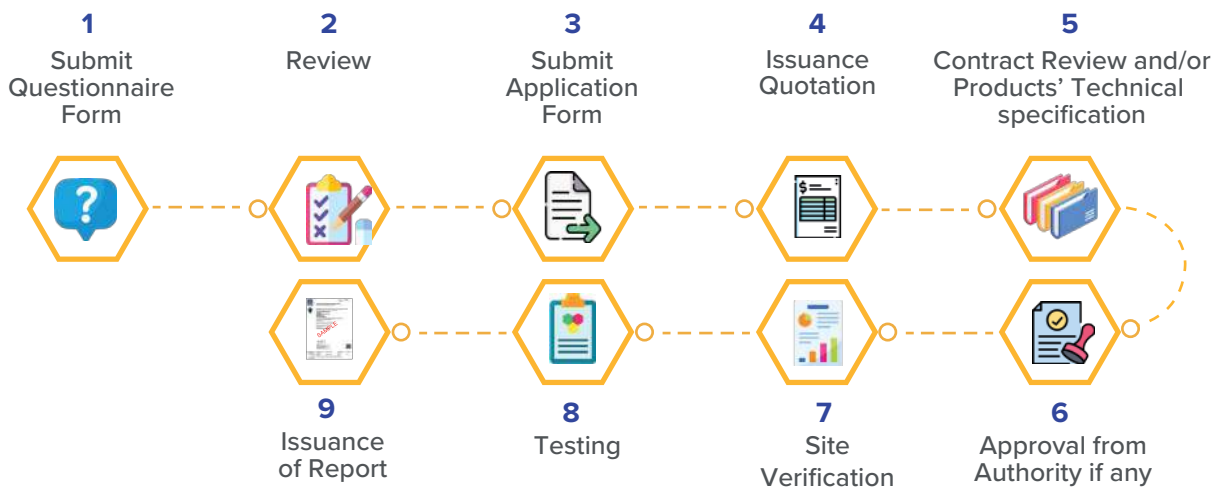 1
Submit
Questionnaire
Form
2
Review
3
Submit
Application
Form
4
Issuance
Quotation
5
Contract Review and/or
Products’ Technical
specification
?
$
SAMPLE
9
Issuance
of Report
8
Testing
7
Site
Verification
6
Approval from
Authority if any